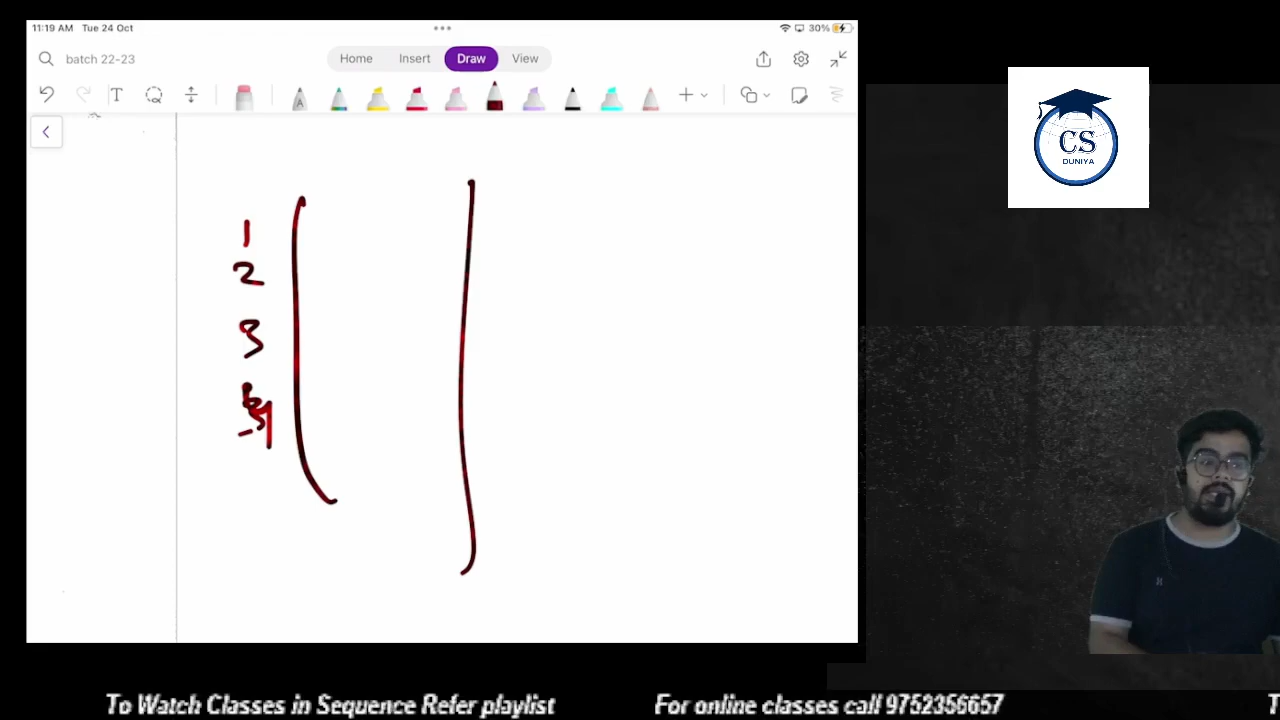 11:19 AM Tue 24 Oct
30%
batch 22-23
Home Insert Draw View
T
A
1
2
3
CS
DUNIYA
To Watch Classes in Sequence Refer playlist For online classes call 9752356657 T